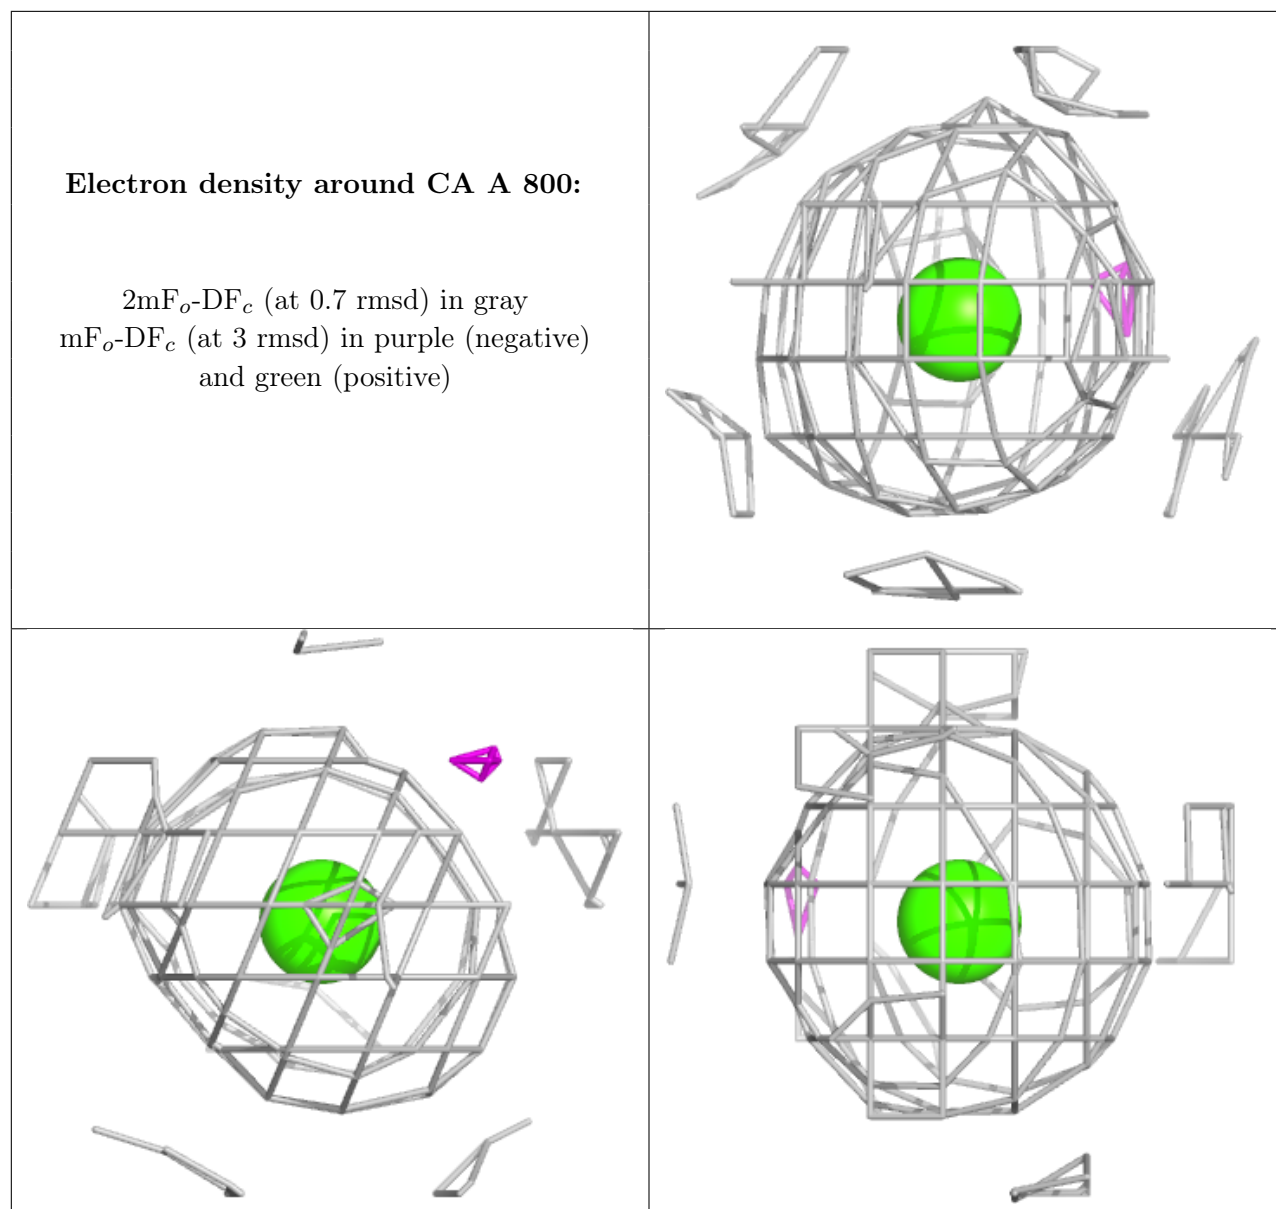 Electron density around CA A 800:
2mFo-DFc (at 0.7 rmsd) in gray
mFo-DFc (at 3 rmsd) in purple (negative)
and green (positive)